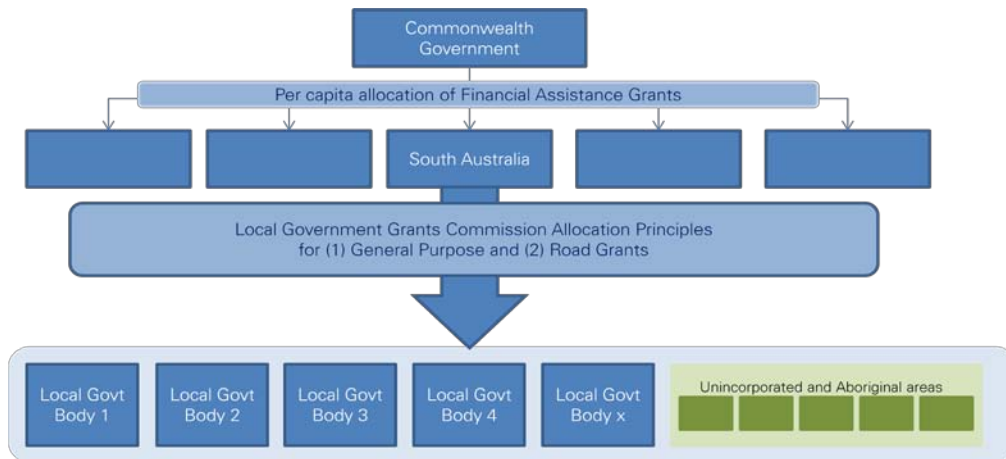 Commonwealth
Government
Per capita allocation of Financial Assistance Grants
South Australia
Local Government Grants Commission Allocation Principles
for (1) General Purpose and (2) Road Grants
Local Govt
Body 1
Local Govt
Body 2
Local Govt
Body 3
Local Govt
Body 4
Local Govt
Body x
Unincorporated and Aboriginal areas